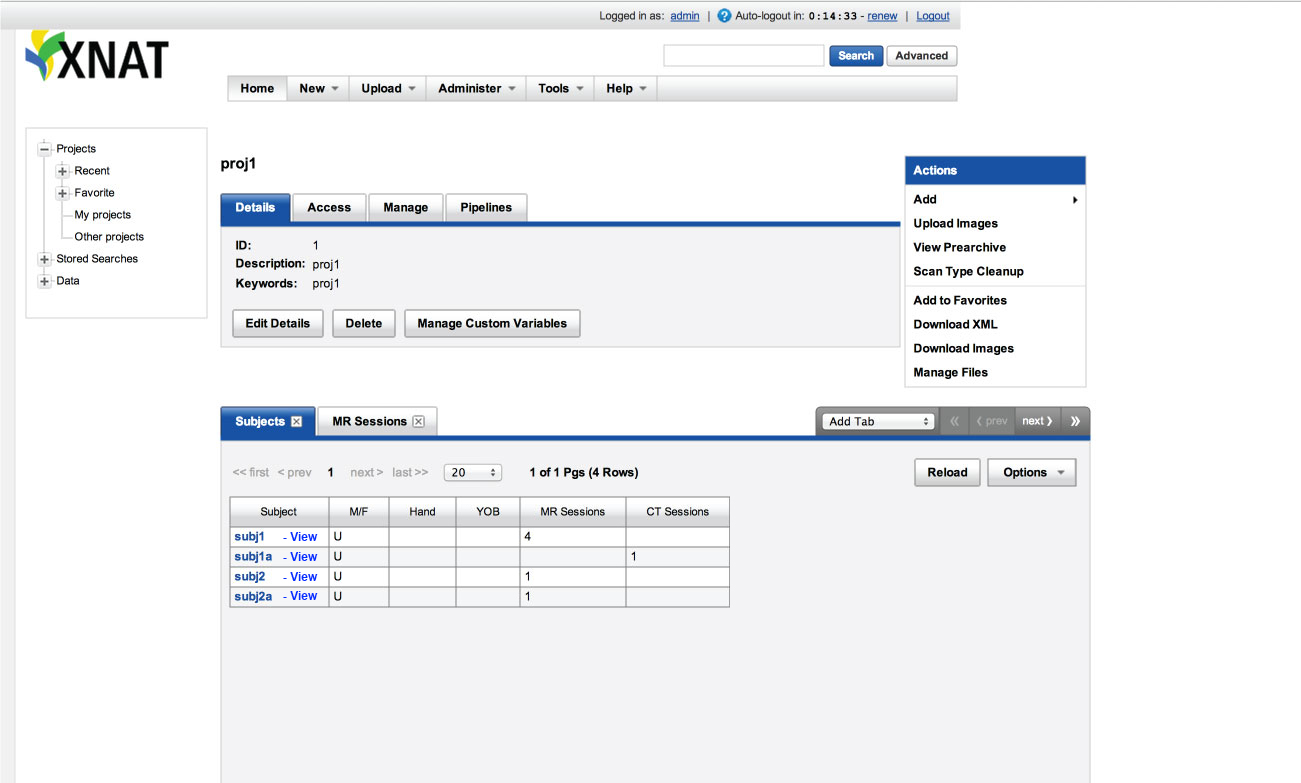 Logged in as: admin | ? Auto-logout in: 0:14:33 - renew | Logout
XNAT
Search Advanced
Home New Upload Administer Tools Help
Projects
Recent
Favorite
My projects
Other projects
Stored Searches
Data
proj1
Details Access Manage Pipelines
ID: 1
Description: proj1
Keywords: proj1
Edit Details Delete Manage Custom Variables
Actions
Add
Upload Images
View Prearchive
Scan Type Cleanup
Add to Favorites
Download XML
Download Images
Manage Files
Subjects MR Sessions Add Tab « ‹ prev next › »
<< first < prev 1 next > last >> 20 1 of 1 Pgs (4 Rows) Reload Options
Subject M/F Hand YOB MR Sessions CT Sessions
subj1 - View U 4
subj1a - View U 1
subj2 - View U 1
subj2a - View U 1